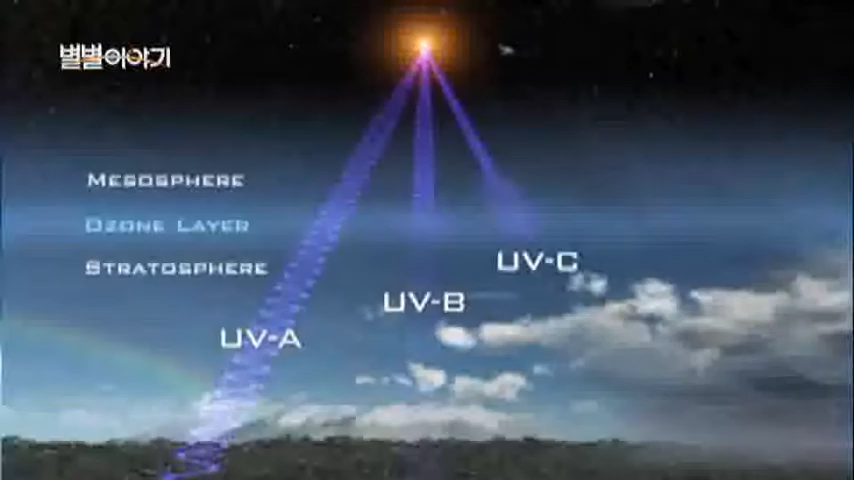 별별이야기
MESOSPHERE
OZONE LAYER
STRATOSPHERE
UV-C
UV-B
UV-A